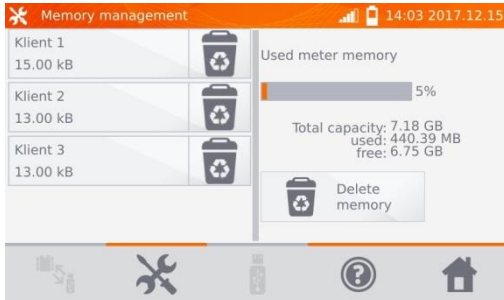 Memory management
14:03 2017.12.15
Klient 1
15.00 kB
Klient 2
13.00 kB
Klient 3
13.00 kB
Used meter memory
5%
Total capacity: 7.18 GB
used: 440.39 MB
free: 6.75 GB
Delete
memory